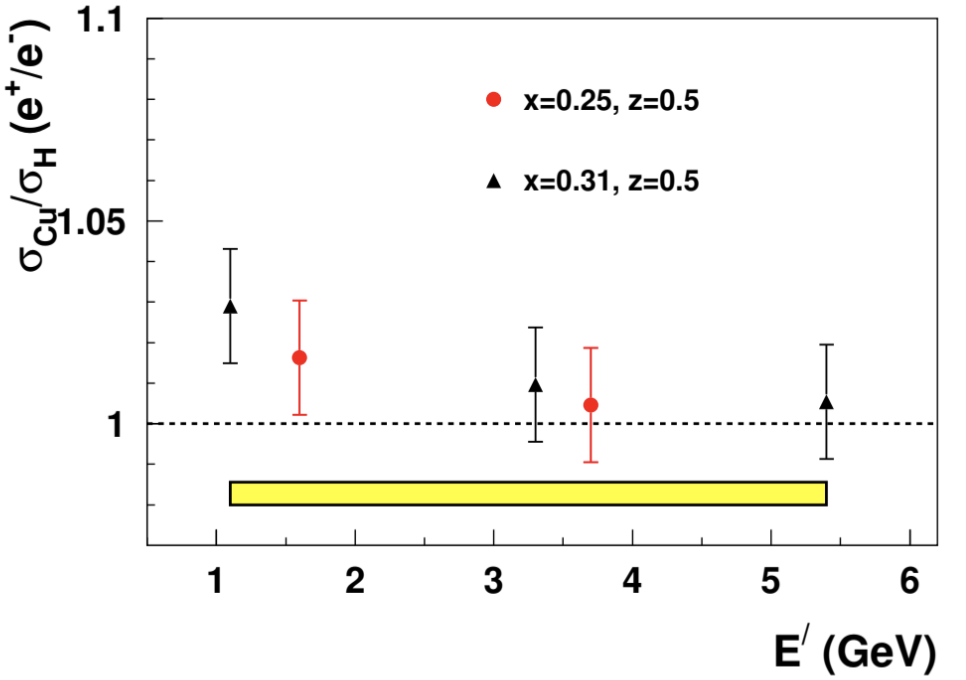 σCu/σH (e+/e-)
1.1
1.05
1
x=0.25, z=0.5
x=0.31, z=0.5
1 2 3 4 5 6
E/ (GeV)